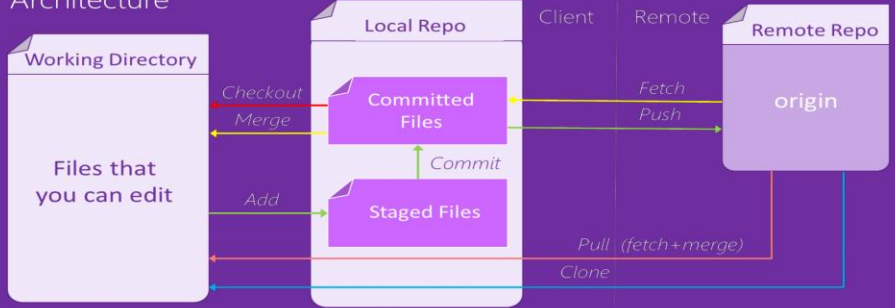 Architecture
Working Directory
Files that
you can edit
Local Repo
Committed
Files
Staged Files
Client
Remote
Remote Repo
origin
Checkout
Merge
Add
Commit
Fetch
Push
Pull (fetch+merge)
Clone